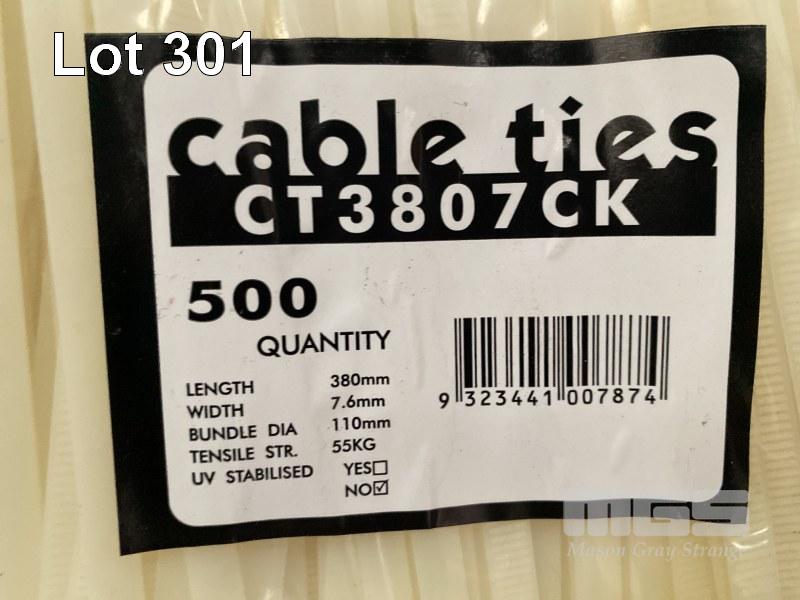 Lot 301
cable ties
CT3807CK
500
QUANTITY
LENGTH 380mm
WIDTH 7.6mm
BUNDLE DIA 110mm
TENSILE STR. 55KG
UV STABILISED YES☐
NO☑
9 323441 007874
MGS
Mason Gray Strange